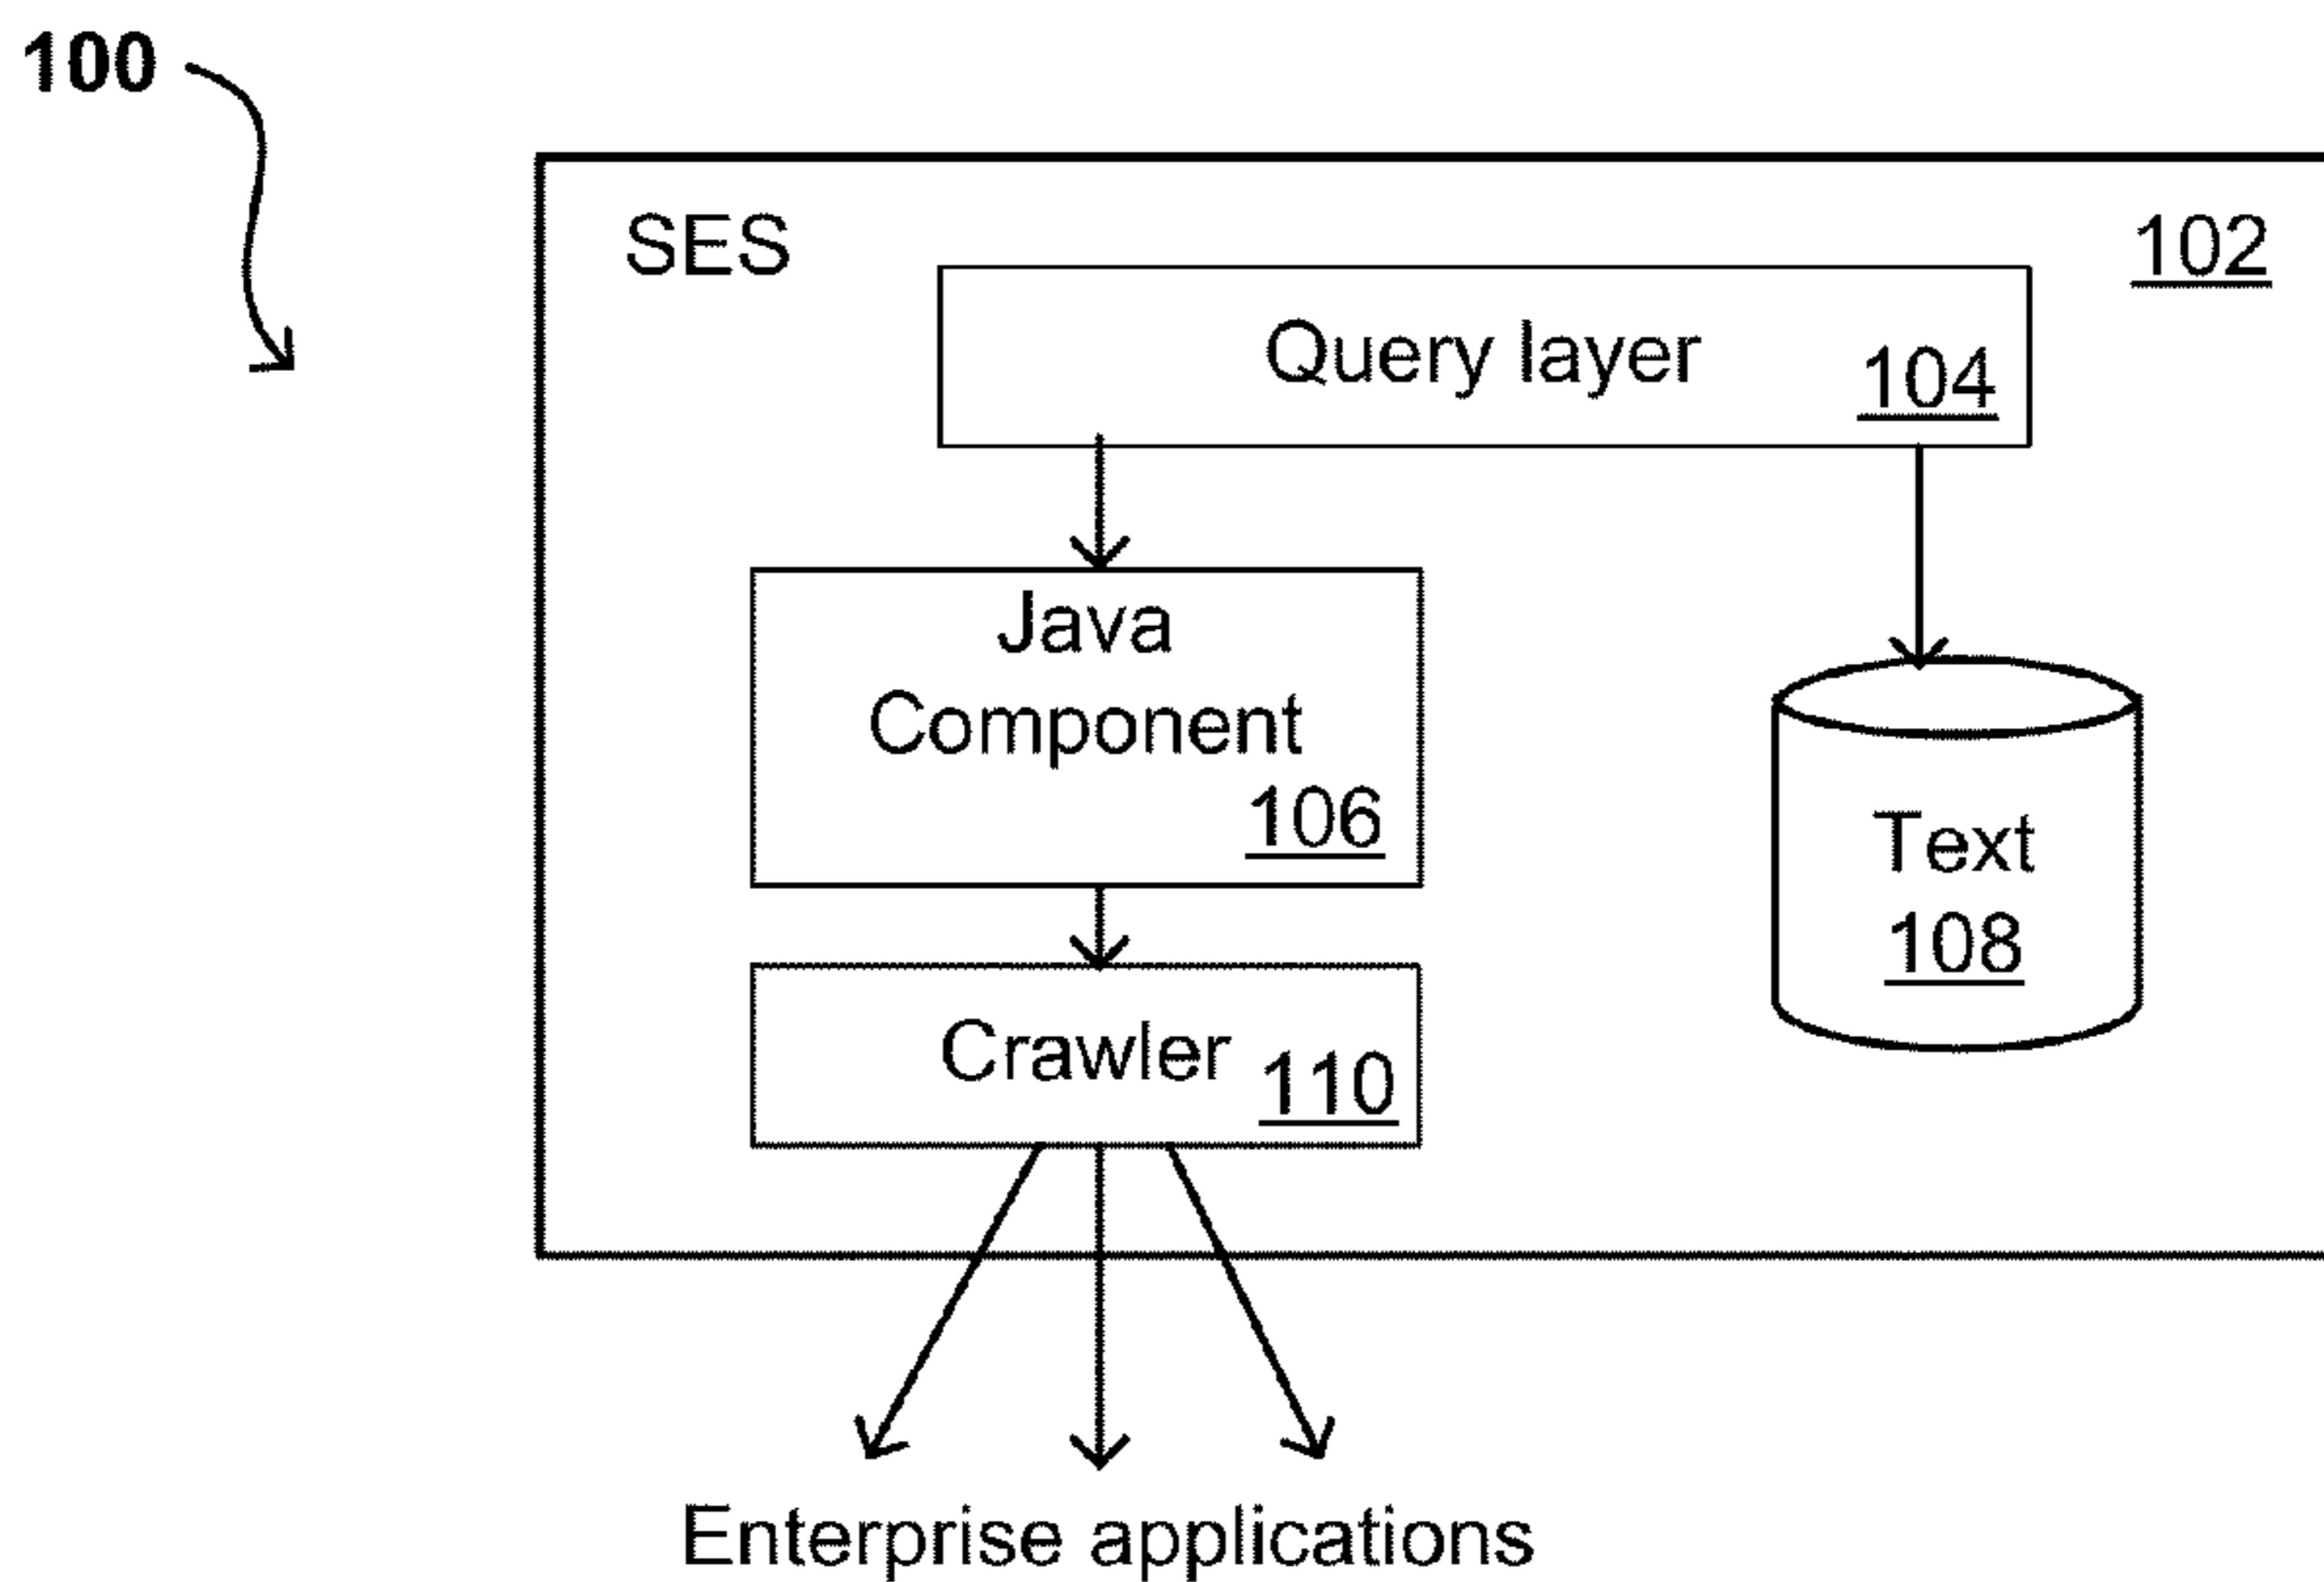 100
SES
102
Query layer
104
Java
Component
106
Text
108
Crawler
110
Enterprise applications